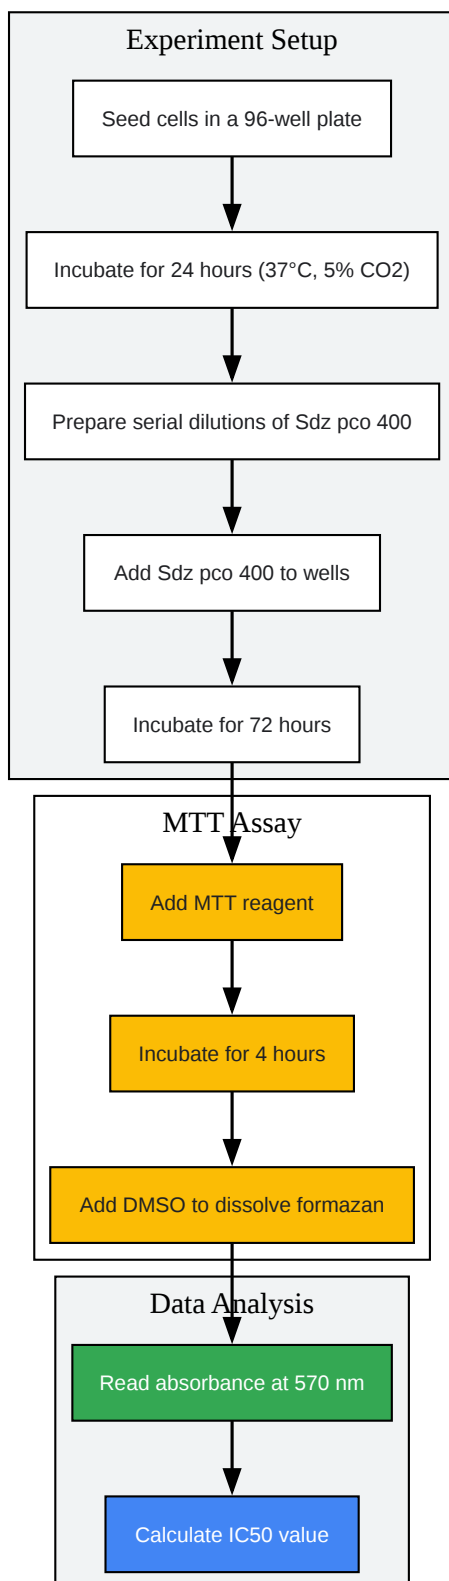 Experiment Setup
Seed cells in a 96-well plate
Incubate for 24 hours (37°C, 5% CO2)
Prepare serial dilutions of Sdz pco 400
Add Sdz pco 400 to wells
Incubate for 72 hours
MTT Assay
Add MTT reagent
Incubate for 4 hours
Add DMSO to dissolve formazan
Data Analysis
Read absorbance at 570 nm
Calculate IC50 value